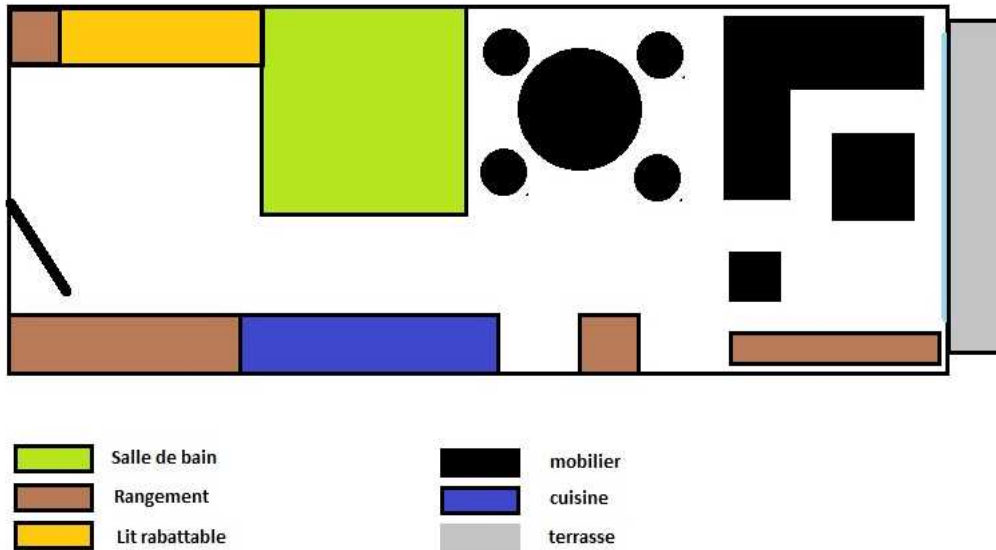 Salle de bain
Rangement
Lit rabattable
mobilier
cuisine
terrasse